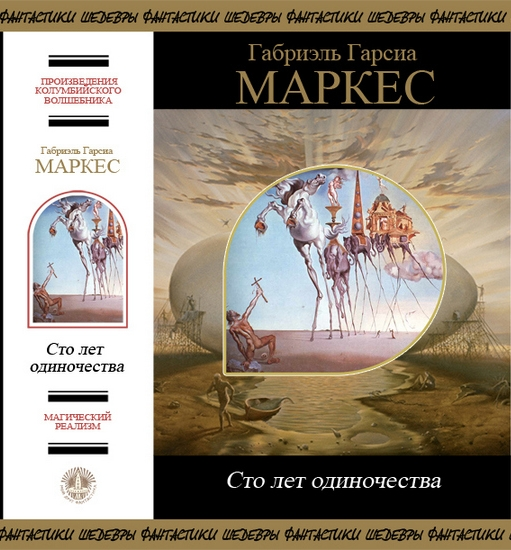 ФАНТАСТИКИ ШЕДЕВРЫ ФАНТАСТИКИ ШЕДЕВРЫ ФАНТАСТИКИ ШЕДЕВРЫ ФАНТАСТИКИ
ПРОИЗВЕДЕНИЯ
КОЛУМБИЙСКОГО
ВОЛШЕБНИКА
Габриэль Гарсиа
МАРКЕС
Сто лет
одиночества
МАГИЧЕСКИЙ
РЕАЛИЗМ
Габриэль Гарсиа
МАРКЕС
Сто лет одиночества
ФАНТАСТИКИ ШЕДЕВРЫ ФАНТАСТИКИ ШЕДЕВРЫ ФАНТАСТИКИ ШЕДЕВРЫ ФАНТАСТИКИ